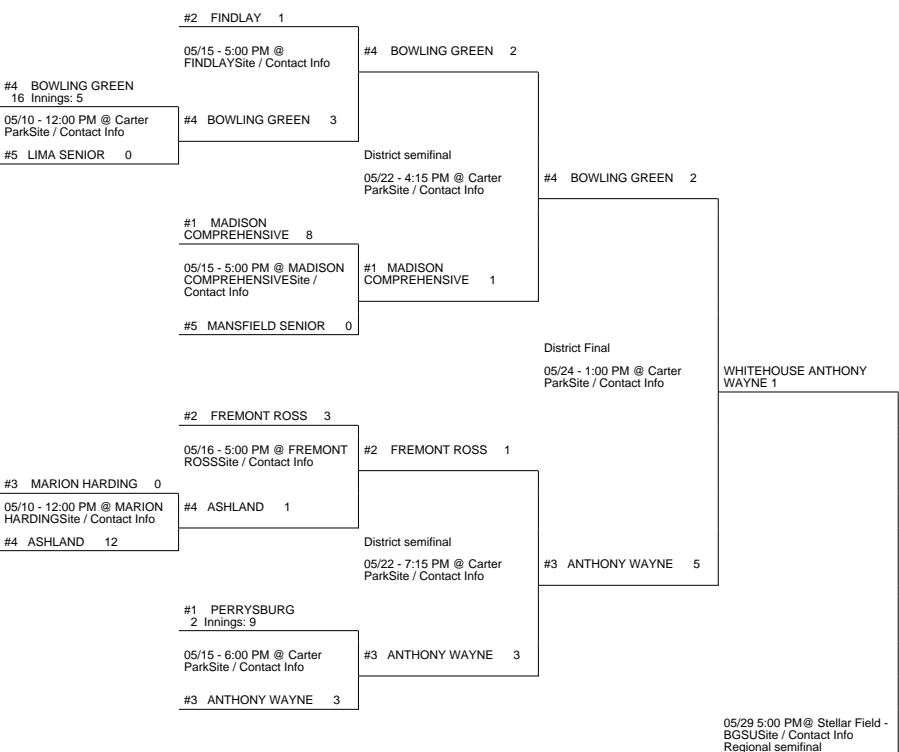 #2 FINDLAY 1
05/15 - 5:00 PM @
FINDLAYSite / Contact Info
#4 BOWLING GREEN 2
#4 BOWLING GREEN
16 Innings: 5
05/10 - 12:00 PM @ Carter
ParkSite / Contact Info
#4 BOWLING GREEN 3
#5 LIMA SENIOR 0
District semifinal
05/22 - 4:15 PM @ Carter
ParkSite / Contact Info
#4 BOWLING GREEN 2
#1 MADISON
COMPREHENSIVE 8
05/15 - 5:00 PM @ MADISON
COMPREHENSIVESite /
Contact Info
#1 MADISON
COMPREHENSIVE 1
#5 MANSFIELD SENIOR 0
District Final
05/24 - 1:00 PM @ Carter
ParkSite / Contact Info
WHITEHOUSE ANTHONY
WAYNE 1
#2 FREMONT ROSS 3
05/16 - 5:00 PM @ FREMONT
ROSSSite / Contact Info
#2 FREMONT ROSS 1
#3 MARION HARDING 0
05/10 - 12:00 PM @ MARION
HARDINGSite / Contact Info
#4 ASHLAND 1
#4 ASHLAND 12
District semifinal
05/22 - 7:15 PM @ Carter
ParkSite / Contact Info
#3 ANTHONY WAYNE 5
#1 PERRYSBURG
2 Innings: 9
05/15 - 6:00 PM @ Carter
ParkSite / Contact Info
#3 ANTHONY WAYNE 3
#3 ANTHONY WAYNE 3
05/29 5:00 PM@ Stellar Field -
BGSUSite / Contact Info
Regional semifinal